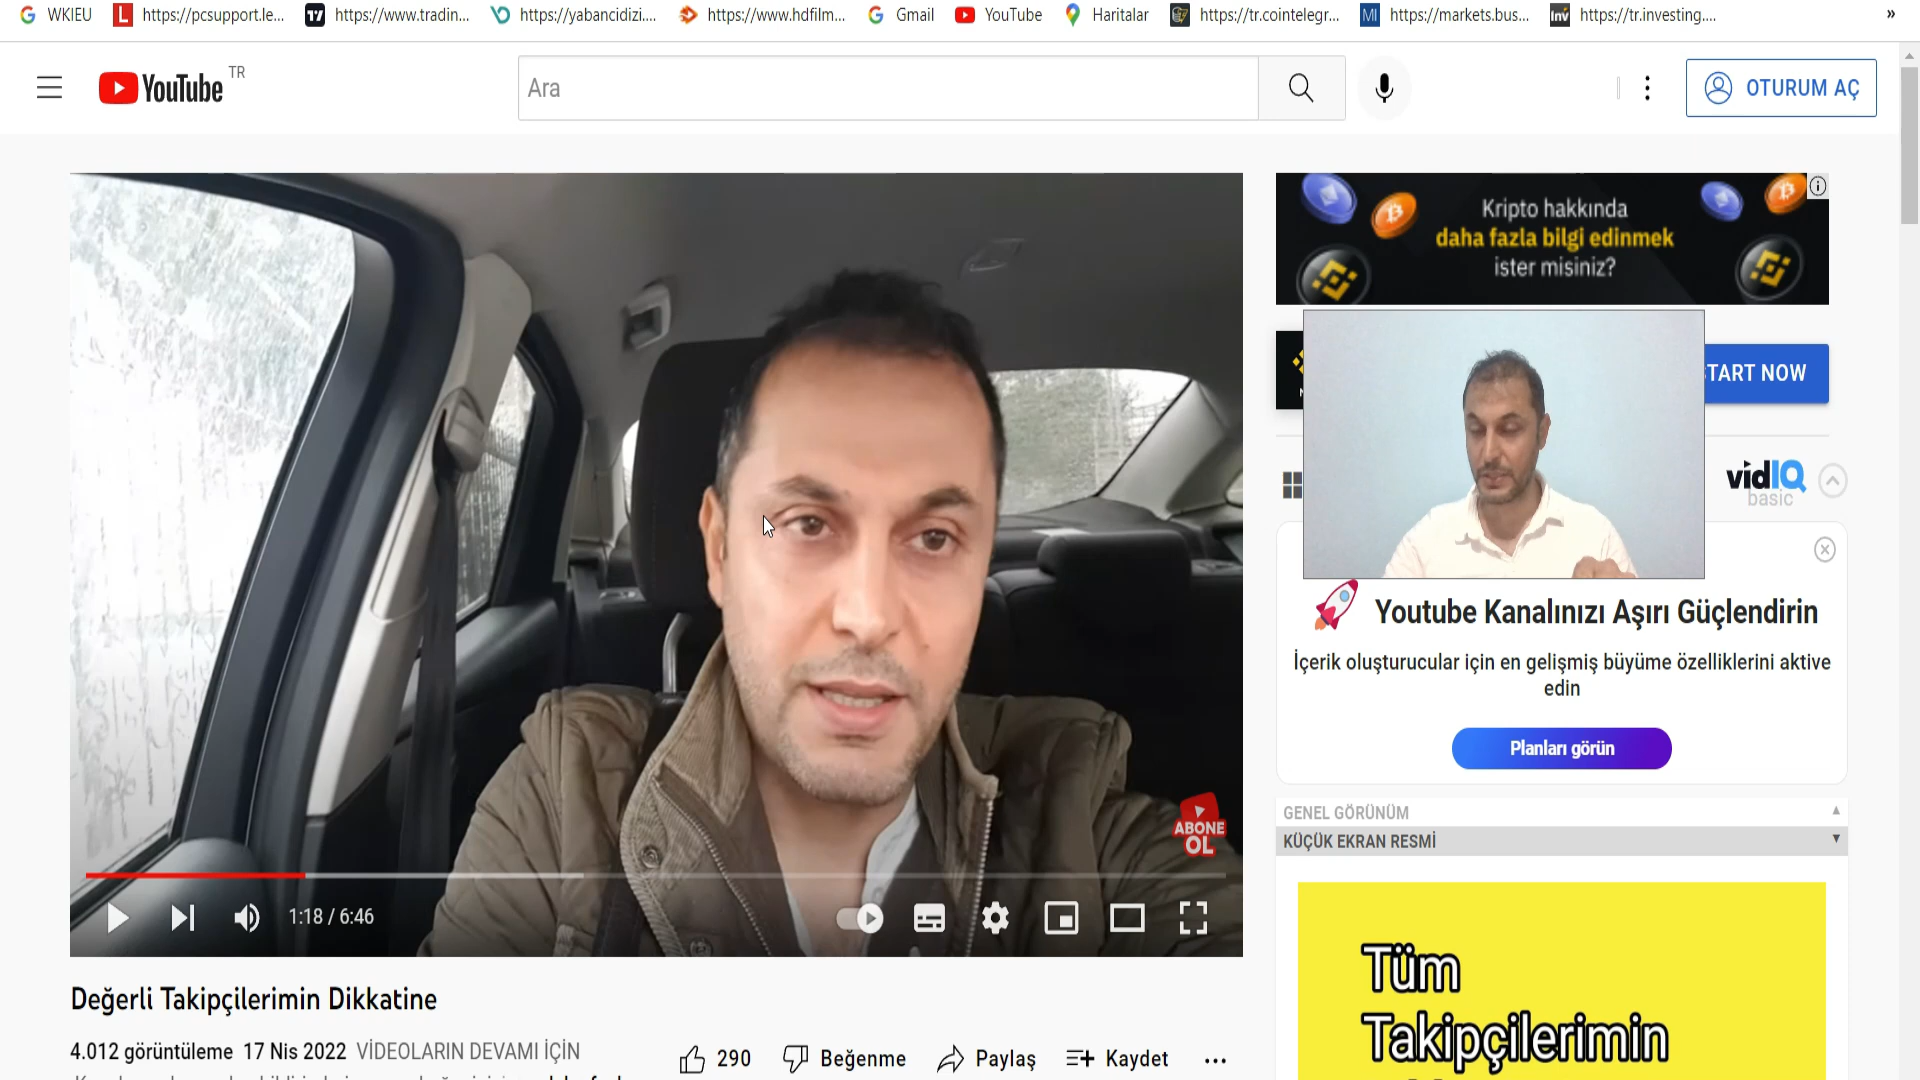 WKIEU
https://pcsupport.le...
https://www.tradin...
https://yabancidizi....
https://www.hdfilm...
Gmail
YouTube
Haritalar
https://tr.cointelegr...
https://markets.bus...
https://tr.investing....
»
YouTube TR
Ara
OTURUM AÇ
Kripto hakkında
daha fazla bilgi edinmek
ister misiniz?
START NOW
vidIQ
basic
Youtube Kanalınızı Aşırı Güçlendirin
İçerik oluşturucular için en gelişmiş büyüme özelliklerini aktive
edin
Planları görün
ABONE
OL
1:18 / 6:46
GENEL GÖRÜNÜM
KÜÇÜK EKRAN RESMİ
Tüm
Takipçilerimin
Değerli Takipçilerimin Dikkatine
4.012 görüntüleme 17 Nis 2022 VİDEOLARIN DEVAMI İÇİN
290
Beğenme
Paylaş
Kaydet